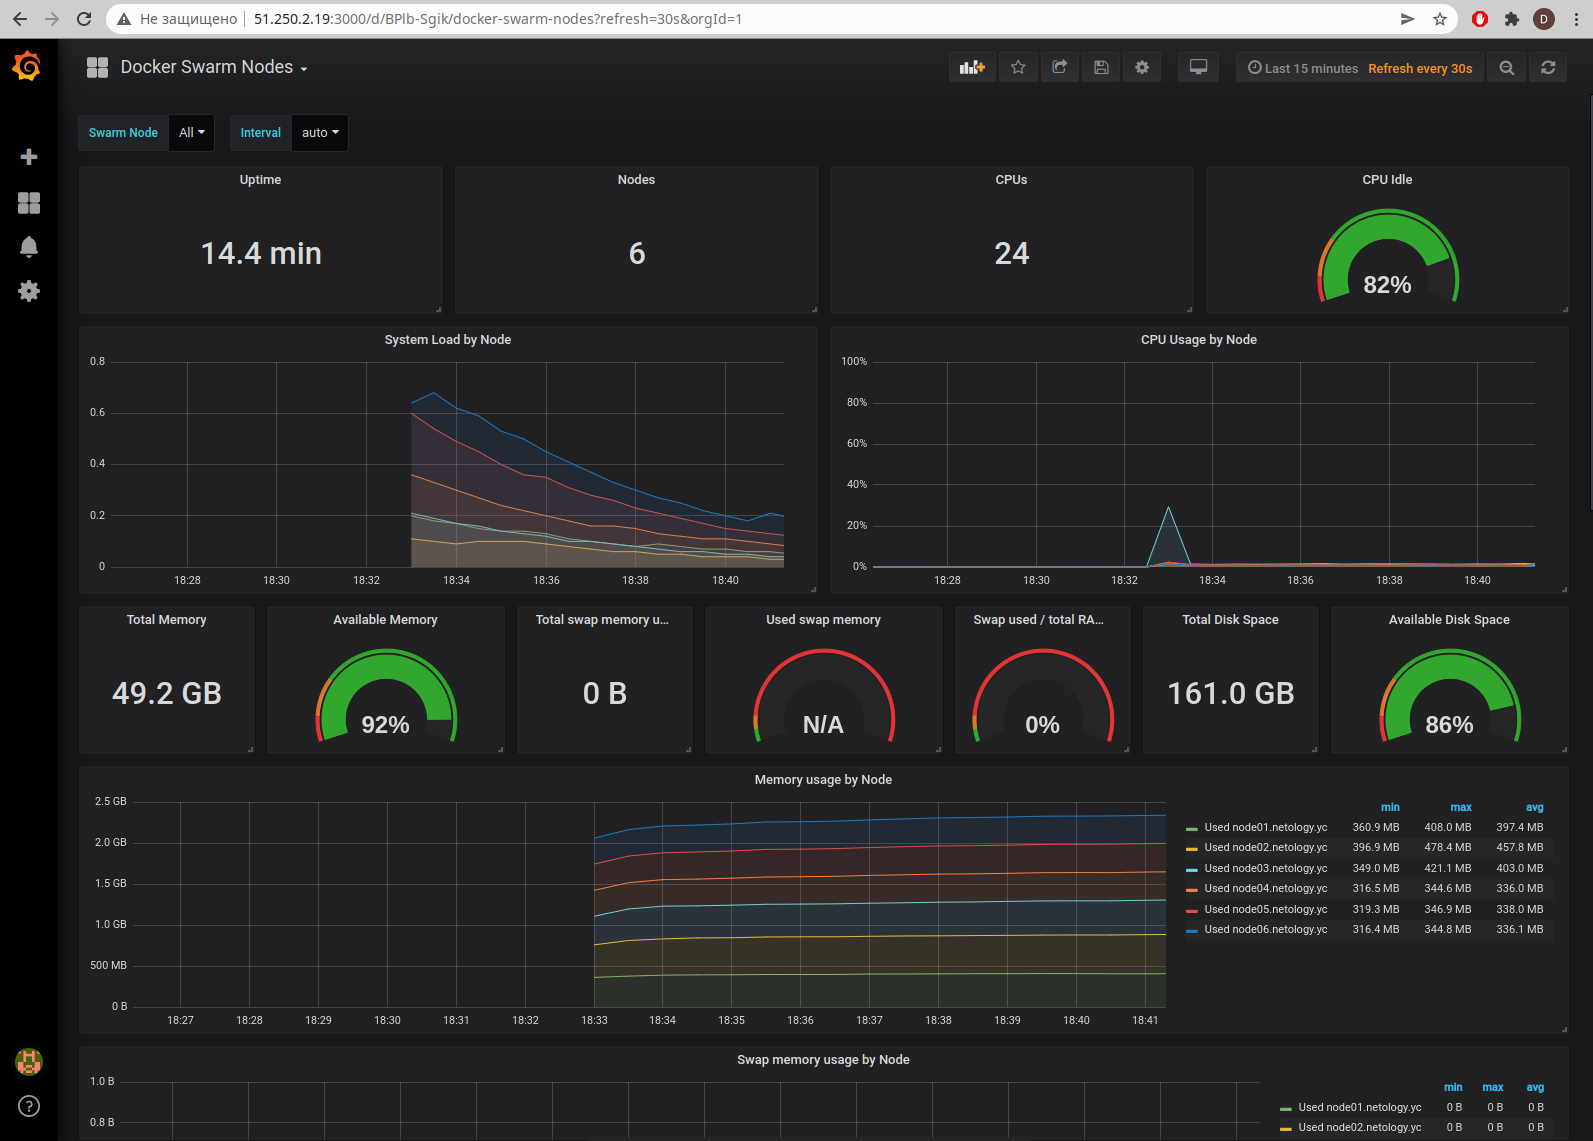 Не защищено 51.250.2.19:3000/d/BPlb-Sgik/docker-swarm-nodes?refresh=30s&orgId=1
D
Docker Swarm Nodes
Last 15 minutes Refresh every 30s
Swarm Node All Interval auto
Uptime Nodes CPUs CPU Idle
14.4 min 6 24 82%
System Load by Node
0.8
0.6
0.4
0.2
0
18:28 18:30 18:32 18:34 18:36 18:38 18:40
CPU Usage by Node
100%
80%
60%
40%
20%
0%
18:28 18:30 18:32 18:34 18:36 18:38 18:40
Total Memory Available Memory Total swap memory u... Used swap memory Swap used / total RA... Total Disk Space Available Disk Space
49.2 GB 92% 0 B N/A 0% 161.0 GB 86%
Memory usage by Node
2.5 GB
2.0 GB
1.5 GB
1.0 GB
500 MB
0 B
18:27 18:28 18:29 18:30 18:31 18:32 18:33 18:34 18:35 18:36 18:37 18:38 18:39 18:40 18:41
min max avg
Used node01.netology.yc 360.9 MB 408.0 MB 397.4 MB
Used node02.netology.yc 396.9 MB 478.4 MB 457.8 MB
Used node03.netology.yc 349.0 MB 421.1 MB 403.0 MB
Used node04.netology.yc 316.5 MB 344.6 MB 336.0 MB
Used node05.netology.yc 319.3 MB 346.9 MB 338.0 MB
Used node06.netology.yc 316.4 MB 344.8 MB 336.1 MB
Swap memory usage by Node
1.0 B
0.8 B
min max avg
Used node01.netology.yc 0 B 0 B 0 B
Used node02.netology.yc 0 B 0 B 0 B